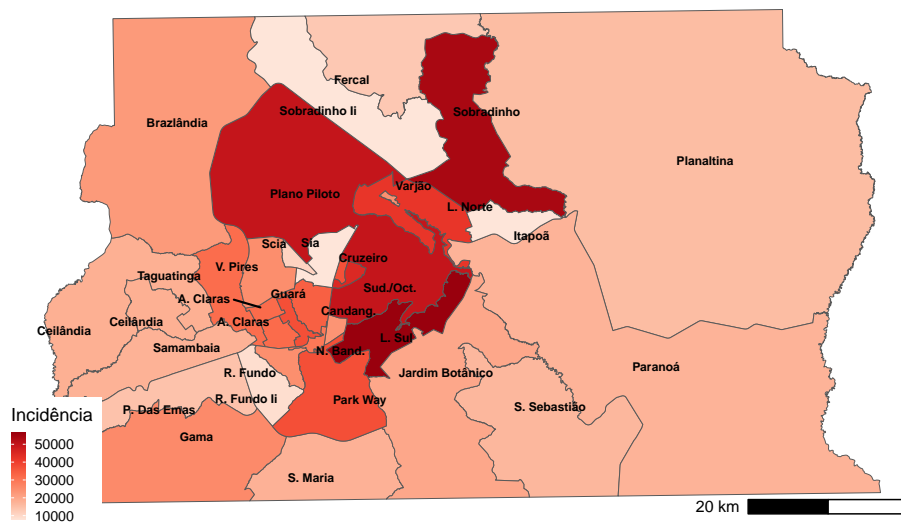 Fercal
Sobradinho Ii
Sobradinho
Brazlândia
Planaltina
Varjão
Plano Piloto
L. Norte
Itapoã
Scia
Sia
Cruzeiro
V. Pires
Taguatinga
Sud./Oct.
Guará
A. Claras
Candang.
A. Claras
Ceilândia
Ceilândia
L. Sul
Samambaia
N. Band.
R. Fundo
Jardim Botânico
Paranoá
R. Fundo Ii
Park Way
S. Sebastião
P. Das Emas
Gama
S. Maria
Incidência
50000
40000
30000
20000
10000
20 km